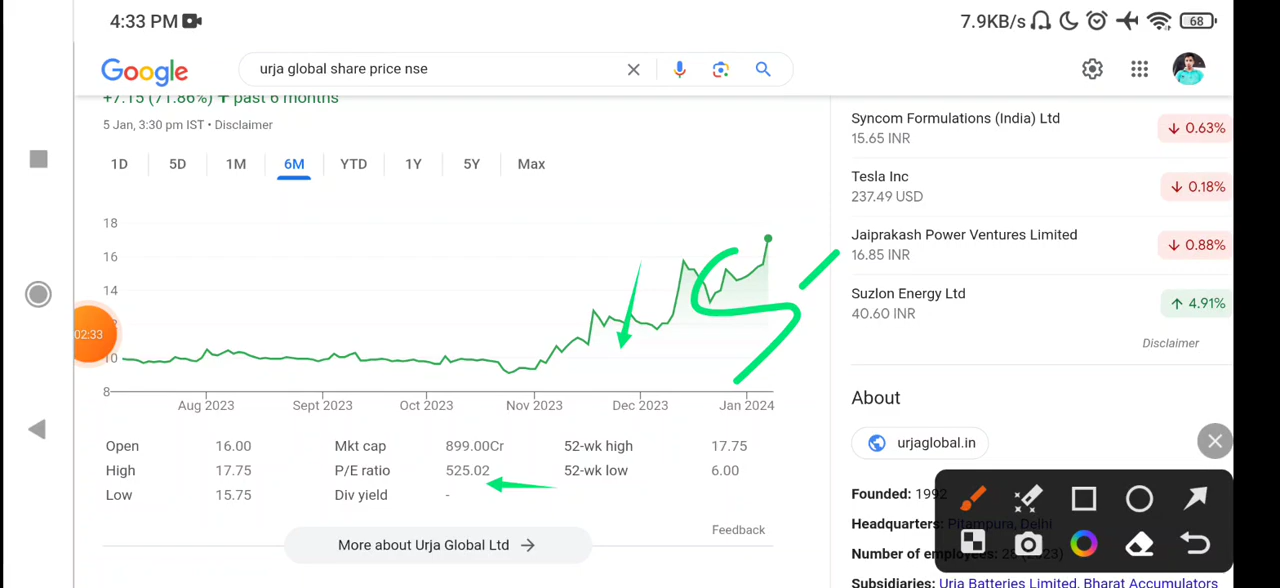 4:33 PM
7.9KB/s
68
Google
urja global share price nse
+7.15 (71.86%) past 6 months
5 Jan, 3:30 pm IST • Disclaimer
1D 5D 1M 6M YTD 1Y 5Y Max
18
16
14
10
8
Aug 2023 Sept 2023 Oct 2023 Nov 2023 Dec 2023 Jan 2024
02:33
Open 16.00 Mkt cap 899.00Cr 52-wk high 17.75
High 17.75 P/E ratio 525.02 52-wk low 6.00
Low 15.75 Div yield -
Feedback
More about Urja Global Ltd →
Syncom Formulations (India) Ltd
15.65 INR
↓ 0.63%
Tesla Inc
237.49 USD
↓ 0.18%
Jaiprakash Power Ventures Limited
16.85 INR
↓ 0.88%
Suzlon Energy Ltd
40.60 INR
↑ 4.91%
Disclaimer
About
urjaglobal.in
Founded: 1992
Headquarters: Pitampura, Delhi
Number of employees: (2023)
Subsidiaries: Urja Batteries Limited, Bharat Accumulators